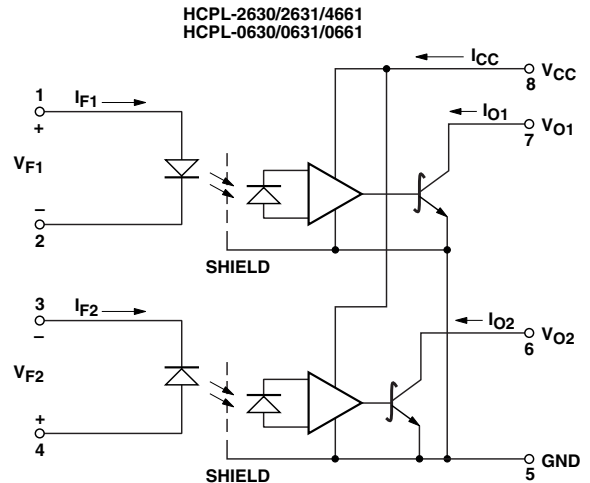 HCPL-2630/2631/4661
HCPL-0630/0631/0661
ICC
8 VCC
1 IF1
+
IO1
7 VO1
VF1
–
2
SHIELD
3 IF2
–
IO2
6 VO2
VF2
+
4
5 GND
SHIELD